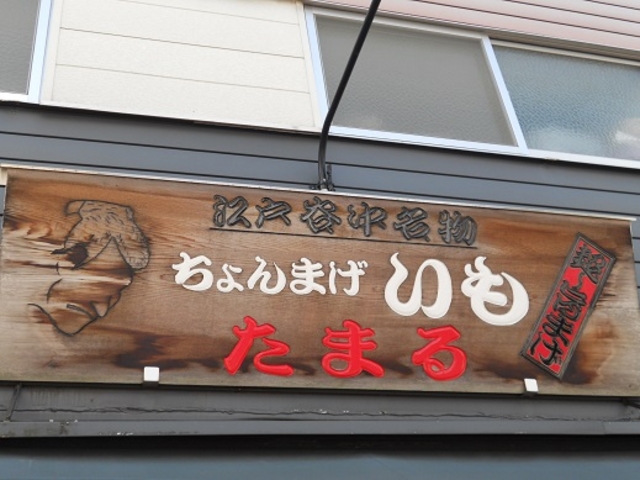 江戸谷中名物
ちょんまげいも
たまる